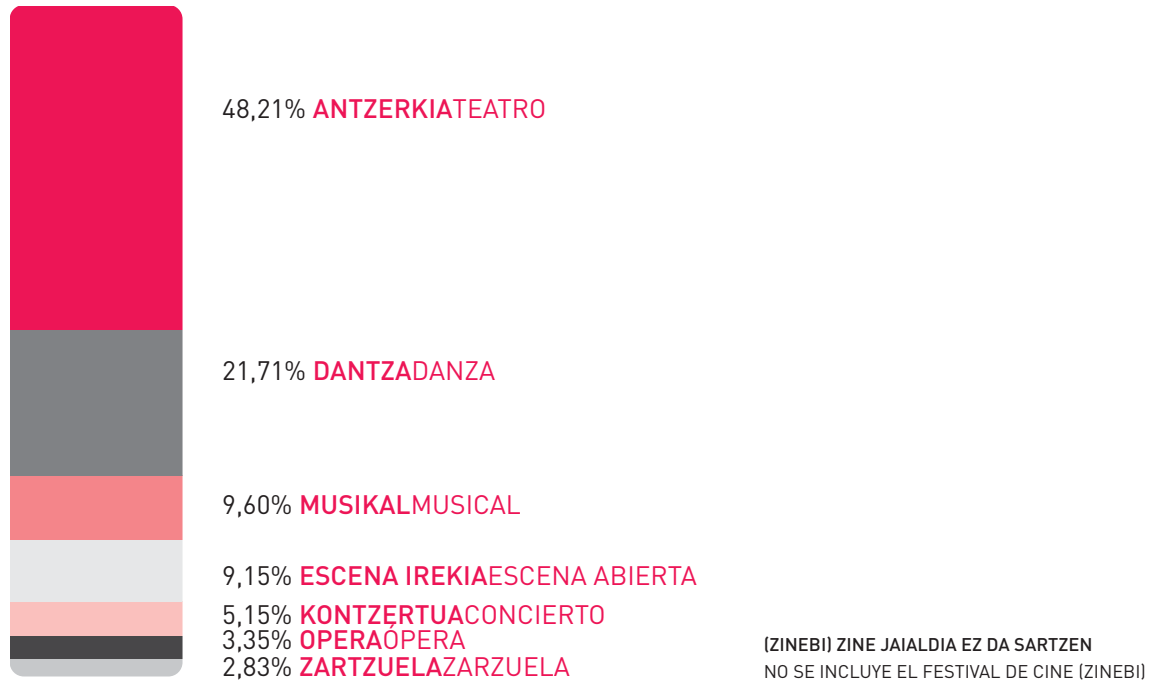 48,21% ANTZERKIATEATRO
21,71% DANTZADANZA
9,60% MUSIKALMUSICAL
9,15% ESCENA IREKIAESCENA ABIERTA
5,15% KONTZERTUACONCIERTO
3,35% OPERAÓPERA
2,83% ZARTZUELAZARZUELA
(ZINEBI) ZINE JAIALDIA EZ DA SARTZEN
NO SE INCLUYE EL FESTIVAL DE CINE (ZINEBI)